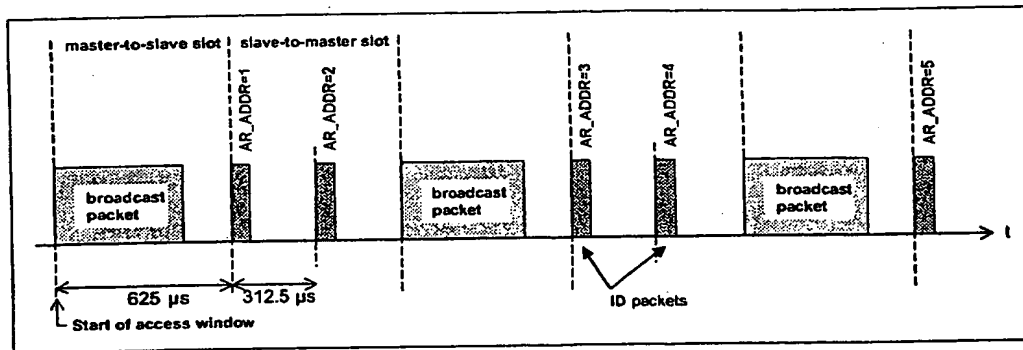 master-to-slave slot
slave-to-master slot
AR_ADDR=1
AR_ADDR=2
AR_ADDR=3
AR_ADDR=4
AR_ADDR=5
broadcast
packet
broadcast
packet
broadcast
packet
t
625 µs
312.5 µs
ID packets
Start of access window